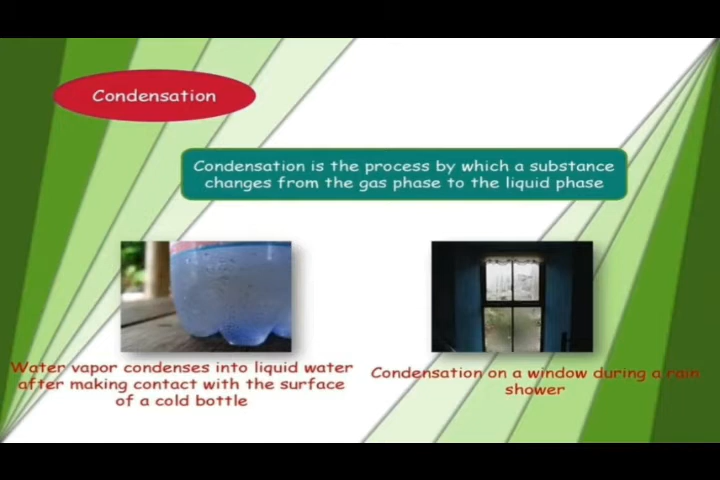 Condensation
Condensation is the process by which a substance
changes from the gas phase to the liquid phase
Water vapor condenses into liquid water
after making contact with the surface
of a cold bottle
Condensation on a window during a rain
shower